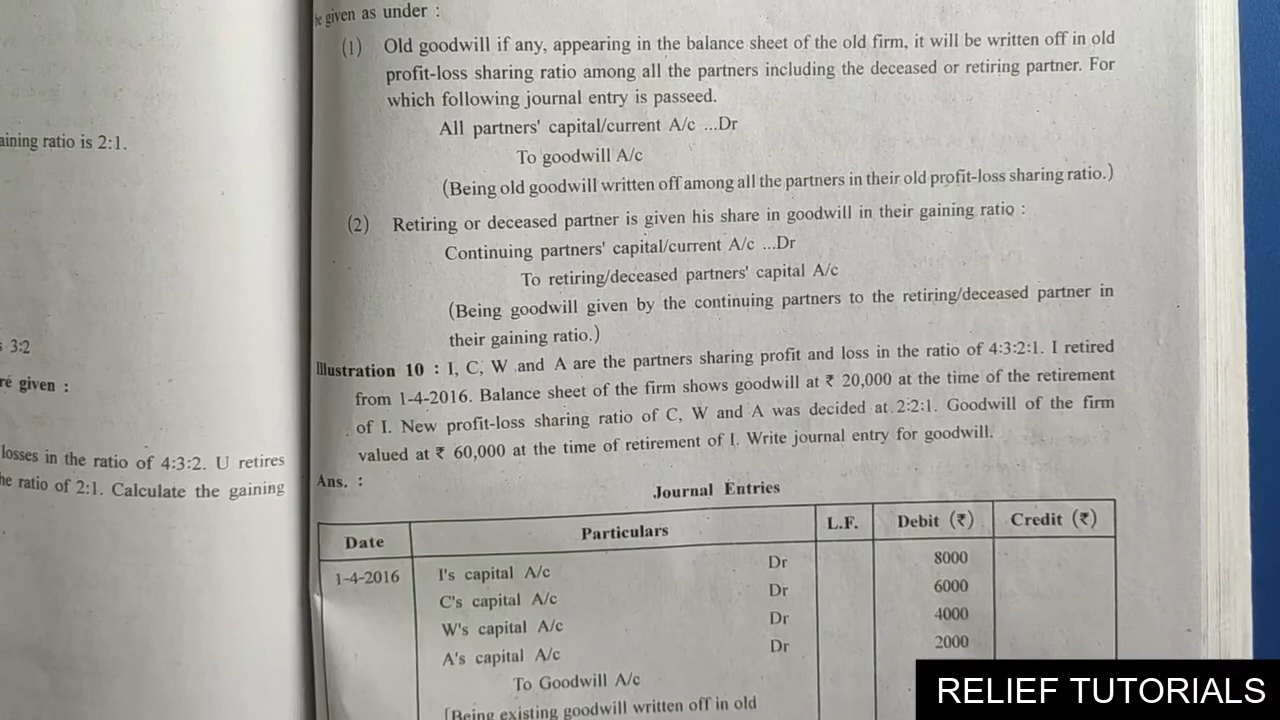 given as under :
(1) Old goodwill if any, appearing in the balance sheet of the old firm, it will be written off in old
profit-loss sharing ratio among all the partners including the deceased or retiring partner. For
which following journal entry is passeed.
All partners' capital/current A/c ...Dr
To goodwill A/c
(Being old goodwill written off among all the partners in their old profit-loss sharing ratio.)
(2) Retiring or deceased partner is given his share in goodwill in their gaining ratio :
Continuing partners' capital/current A/c ...Dr
To retiring/deceased partners' capital A/c
(Being goodwill given by the continuing partners to the retiring/deceased partner in
their gaining ratio.)
Illustration 10 : I, C, W and A are the partners sharing profit and loss in the ratio of 4:3:2:1. I retired
from 1-4-2016. Balance sheet of the firm shows goodwill at ₹ 20,000 at the time of the retirement
of I. New profit-loss sharing ratio of C, W and A was decided at 2:2:1. Goodwill of the firm
valued at ₹ 60,000 at the time of retirement of I. Write journal entry for goodwill.
Ans. :
Journal Entries
Date Particulars L.F. Debit (₹) Credit (₹)
1-4-2016 I's capital A/c Dr 8000
C's capital A/c Dr 6000
W's capital A/c Dr 4000
A's capital A/c Dr 2000
To Goodwill A/c
[Being existing goodwill written off in old
ratio is 2:1.
3:2
given :
losses in the ratio of 4:3:2. U retires
ratio of 2:1. Calculate the gaining
RELIEF TUTORIALS